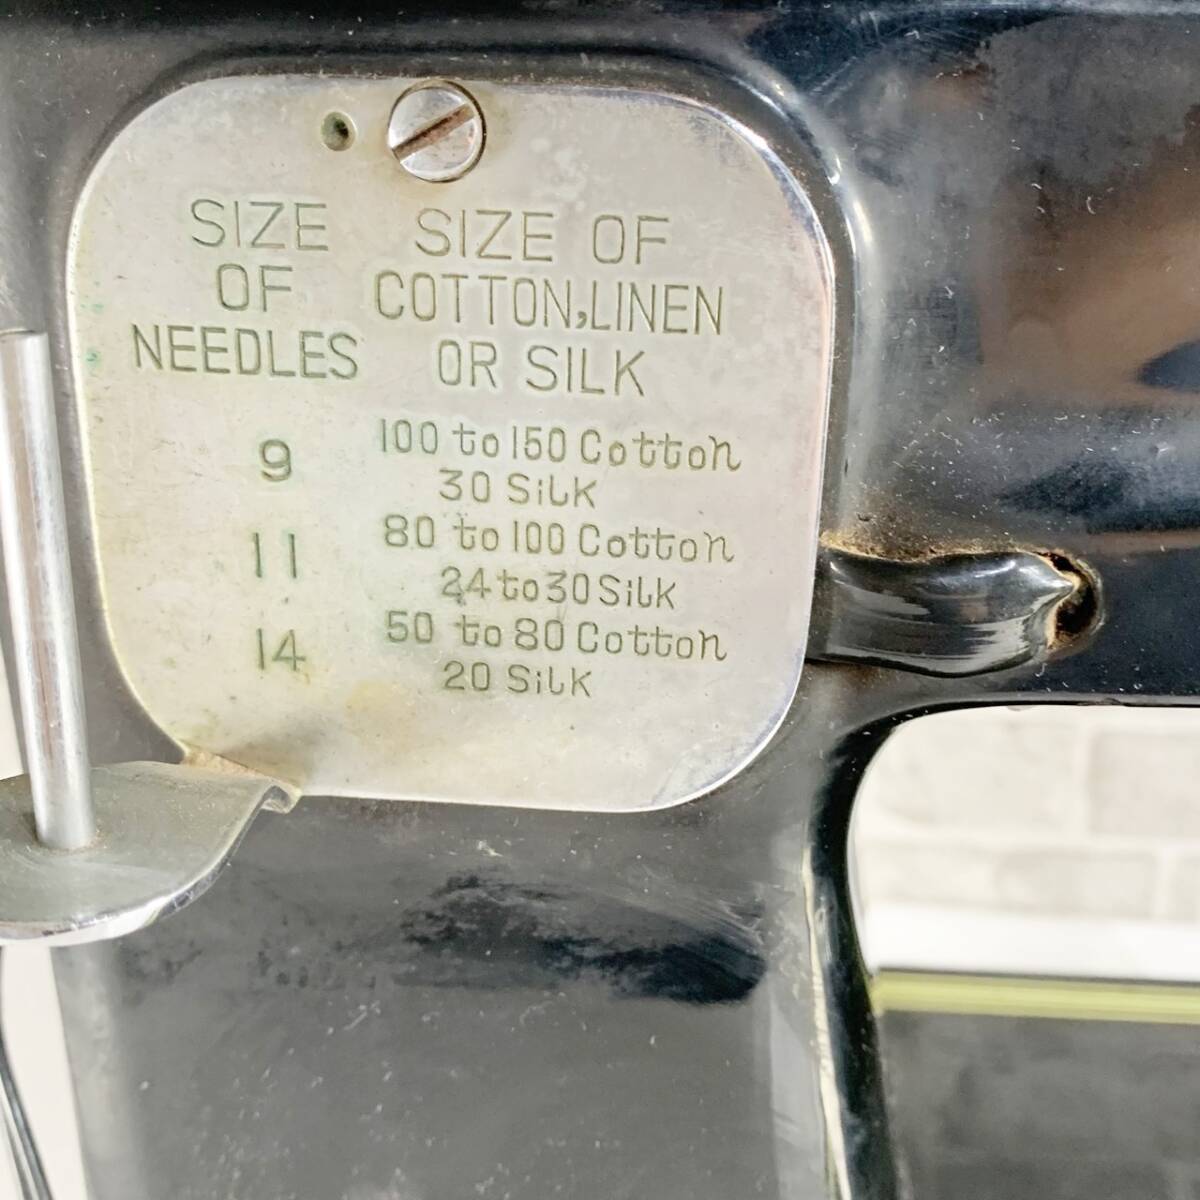 SIZE OF NEEDLES
SIZE OF
COTTON,LINEN
OR SILK
9
100 to 150 Cotton
30 Silk
11
80 to 100 Cotton
24 to 30 Silk
14
50 to 80 Cotton
20 Silk